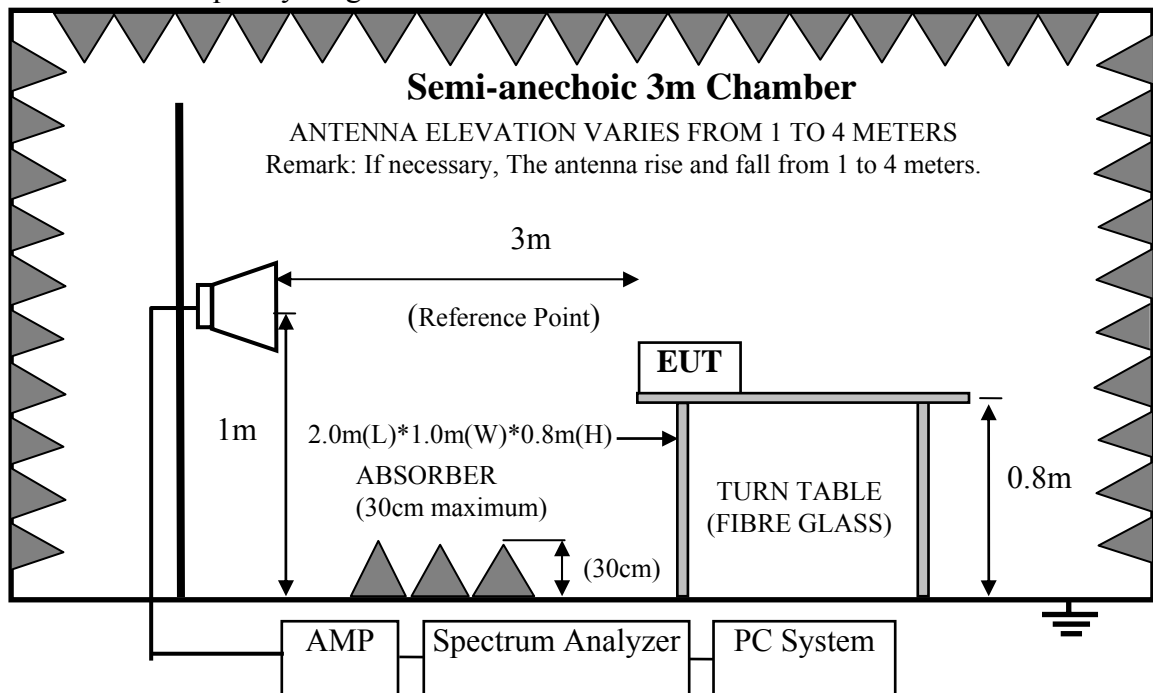 Semi-anechoic 3m Chamber
ANTENNA ELEVATION VARIES FROM 1 TO 4 METERS
Remark: If necessary, The antenna rise and fall from 1 to 4 meters.
3m
(Reference Point)
EUT
1m
2.0m(L)*1.0m(W)*0.8m(H)
ABSORBER
(30cm maximum)
TURN TABLE
(FIBRE GLASS)
0.8m
(30cm)
AMP
Spectrum Analyzer
PC System